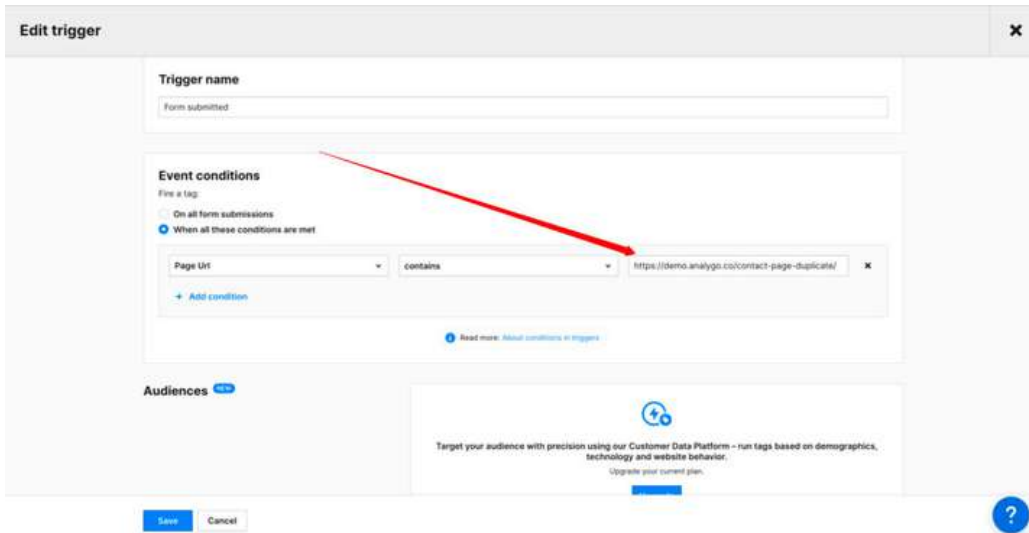 Edit trigger
Trigger name
Form submitted
Event conditions
Fire a tag:
On all form submissions
When all these conditions are met
Page Url
contains
https://demo.analygo.co/contact-page-duplicate/
+ Add condition
Read more: About conditions in triggers
Audiences NEW
Target your audience with precision using our Customer Data Platform – run tags based on demographics,
technology and website behavior.
Upgrade your current plan.
Save
Cancel
?